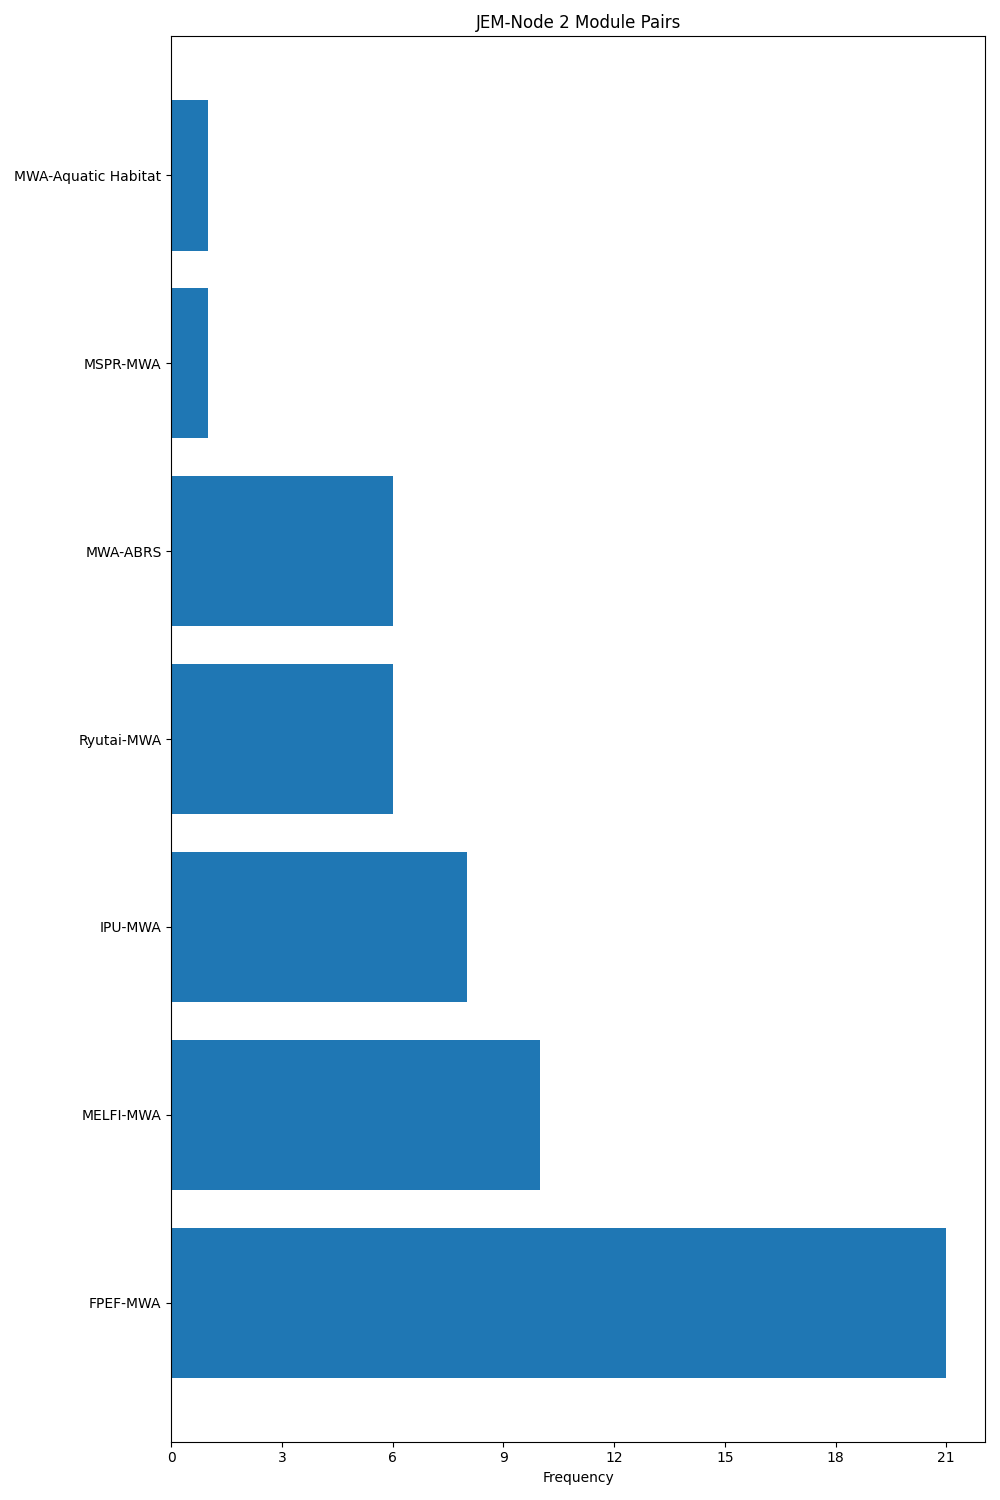 JEM-Node 2 Module Pairs
MWA-Aquatic Habitat
MSPR-MWA
MWA-ABRS
Ryutai-MWA
IPU-MWA
MELFI-MWA
FPEF-MWA
0 3 6 9 12 15 18 21
Frequency